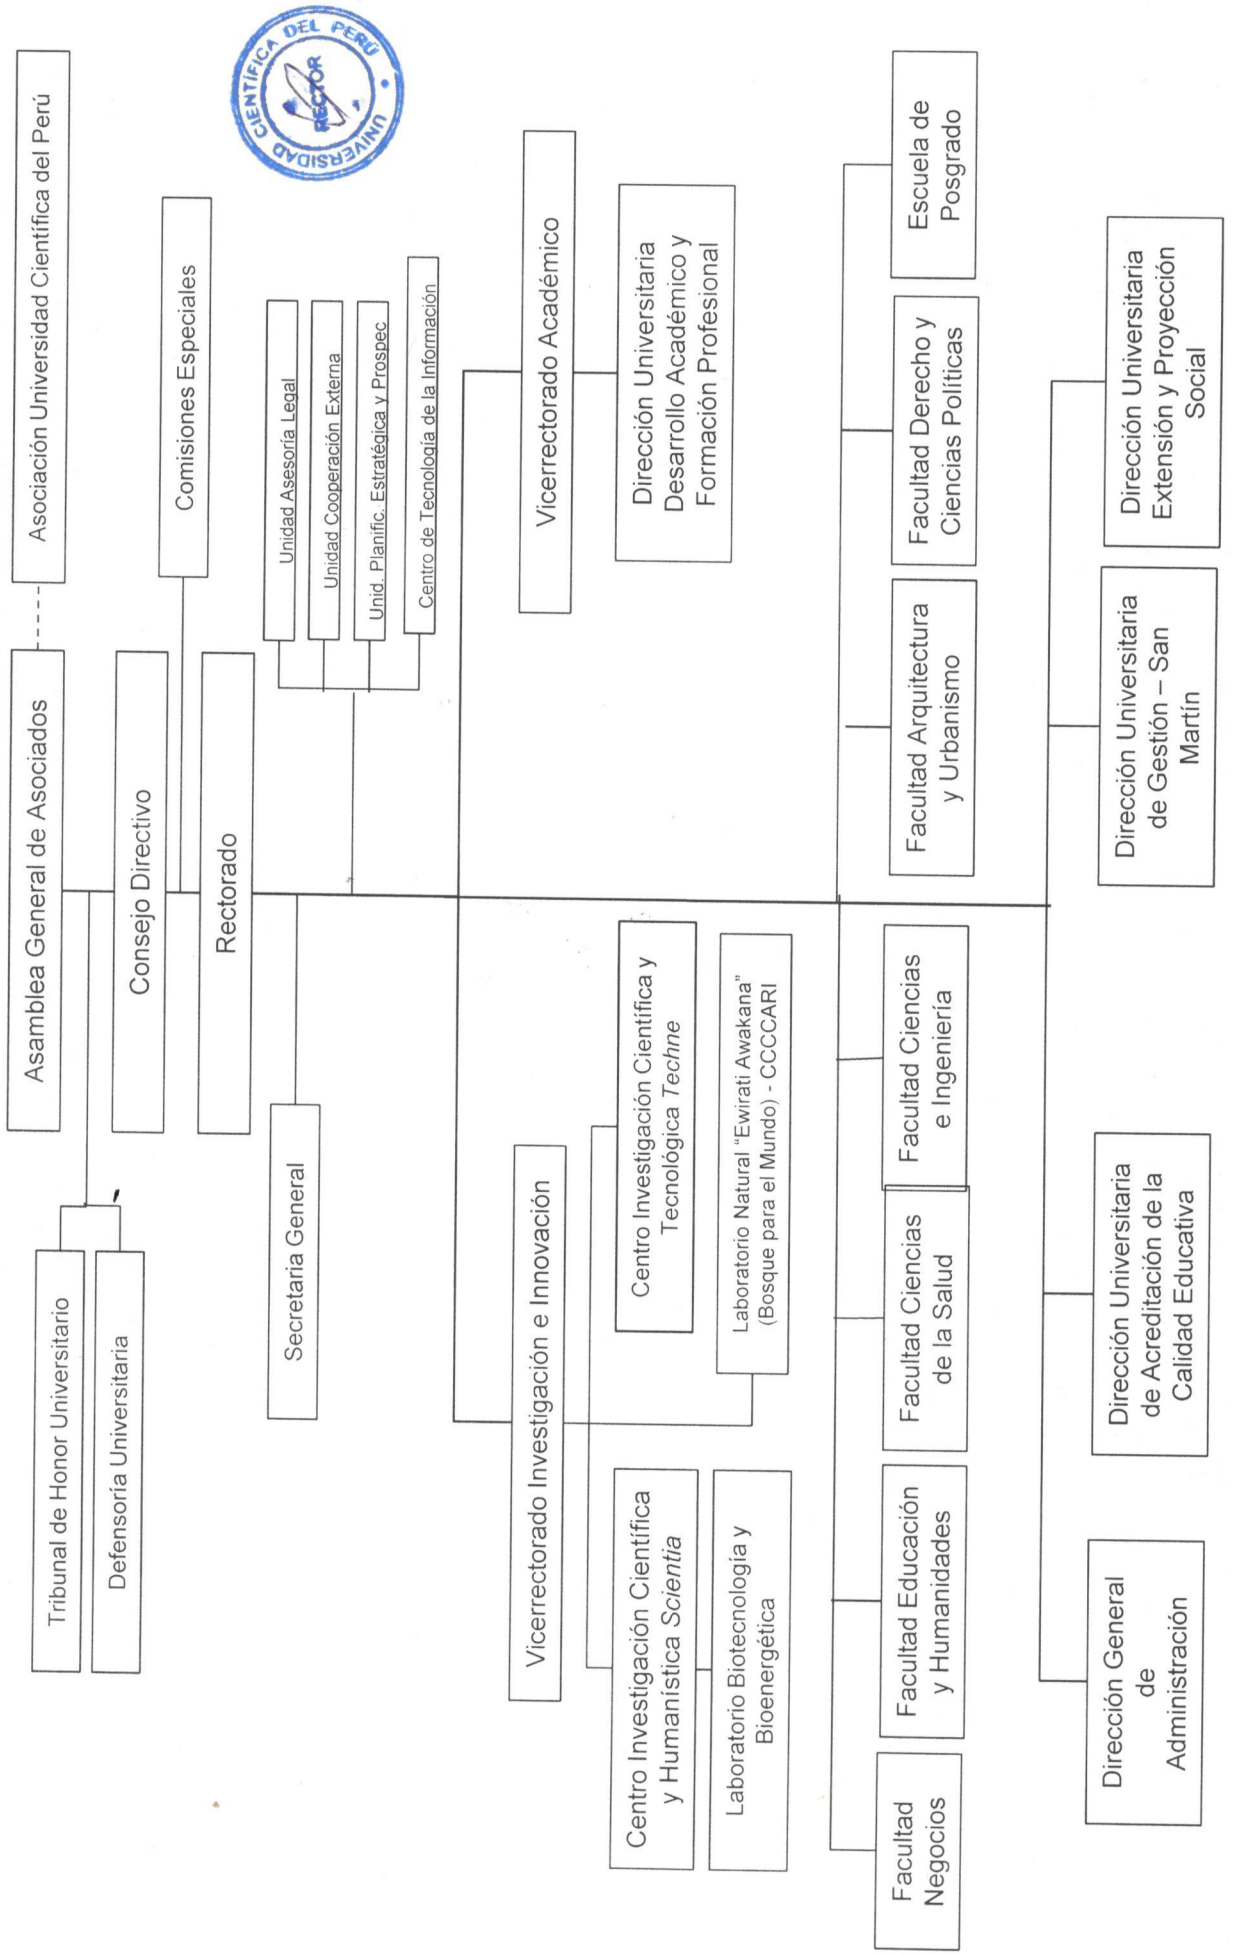 Asamblea General de Asociados
Asociación Universidad Científica del Perú
Tribunal de Honor Universitario
Defensoría Universitaria
Consejo Directivo
Comisiones Especiales
Rectorado
UNIVERSIDAD CIENTÍFICA DEL PERÚ
RECTOR
Secretaria General
Unidad Asesoría Legal
Unidad Cooperación Externa
Unid. Planific. Estratégica y Prospec
Centro de Tecnología de la Información
Vicerrectorado Investigación e Innovación
Vicerrectorado Académico
Centro Investigación Científica
y Humanística Scientia
Centro Investigación Científica y
Tecnológica Techne
Dirección Universitaria
Desarrollo Académico y
Formación Profesional
Laboratorio Biotecnología y
Bioenergética
Laboratorio Natural “Ewirati Awakana”
(Bosque para el Mundo) - CCCCARI
Facultad
Negocios
Facultad Educación
y Humanidades
Facultad Ciencias
de la Salud
Facultad Ciencias
e Ingeniería
Facultad Arquitectura
y Urbanismo
Facultad Derecho y
Ciencias Políticas
Escuela de
Posgrado
Dirección General
de
Administración
Dirección Universitaria
de Acreditación de la
Calidad Educativa
Dirección Universitaria
de Gestión – San
Martín
Dirección Universitaria
Extensión y Proyección
Social